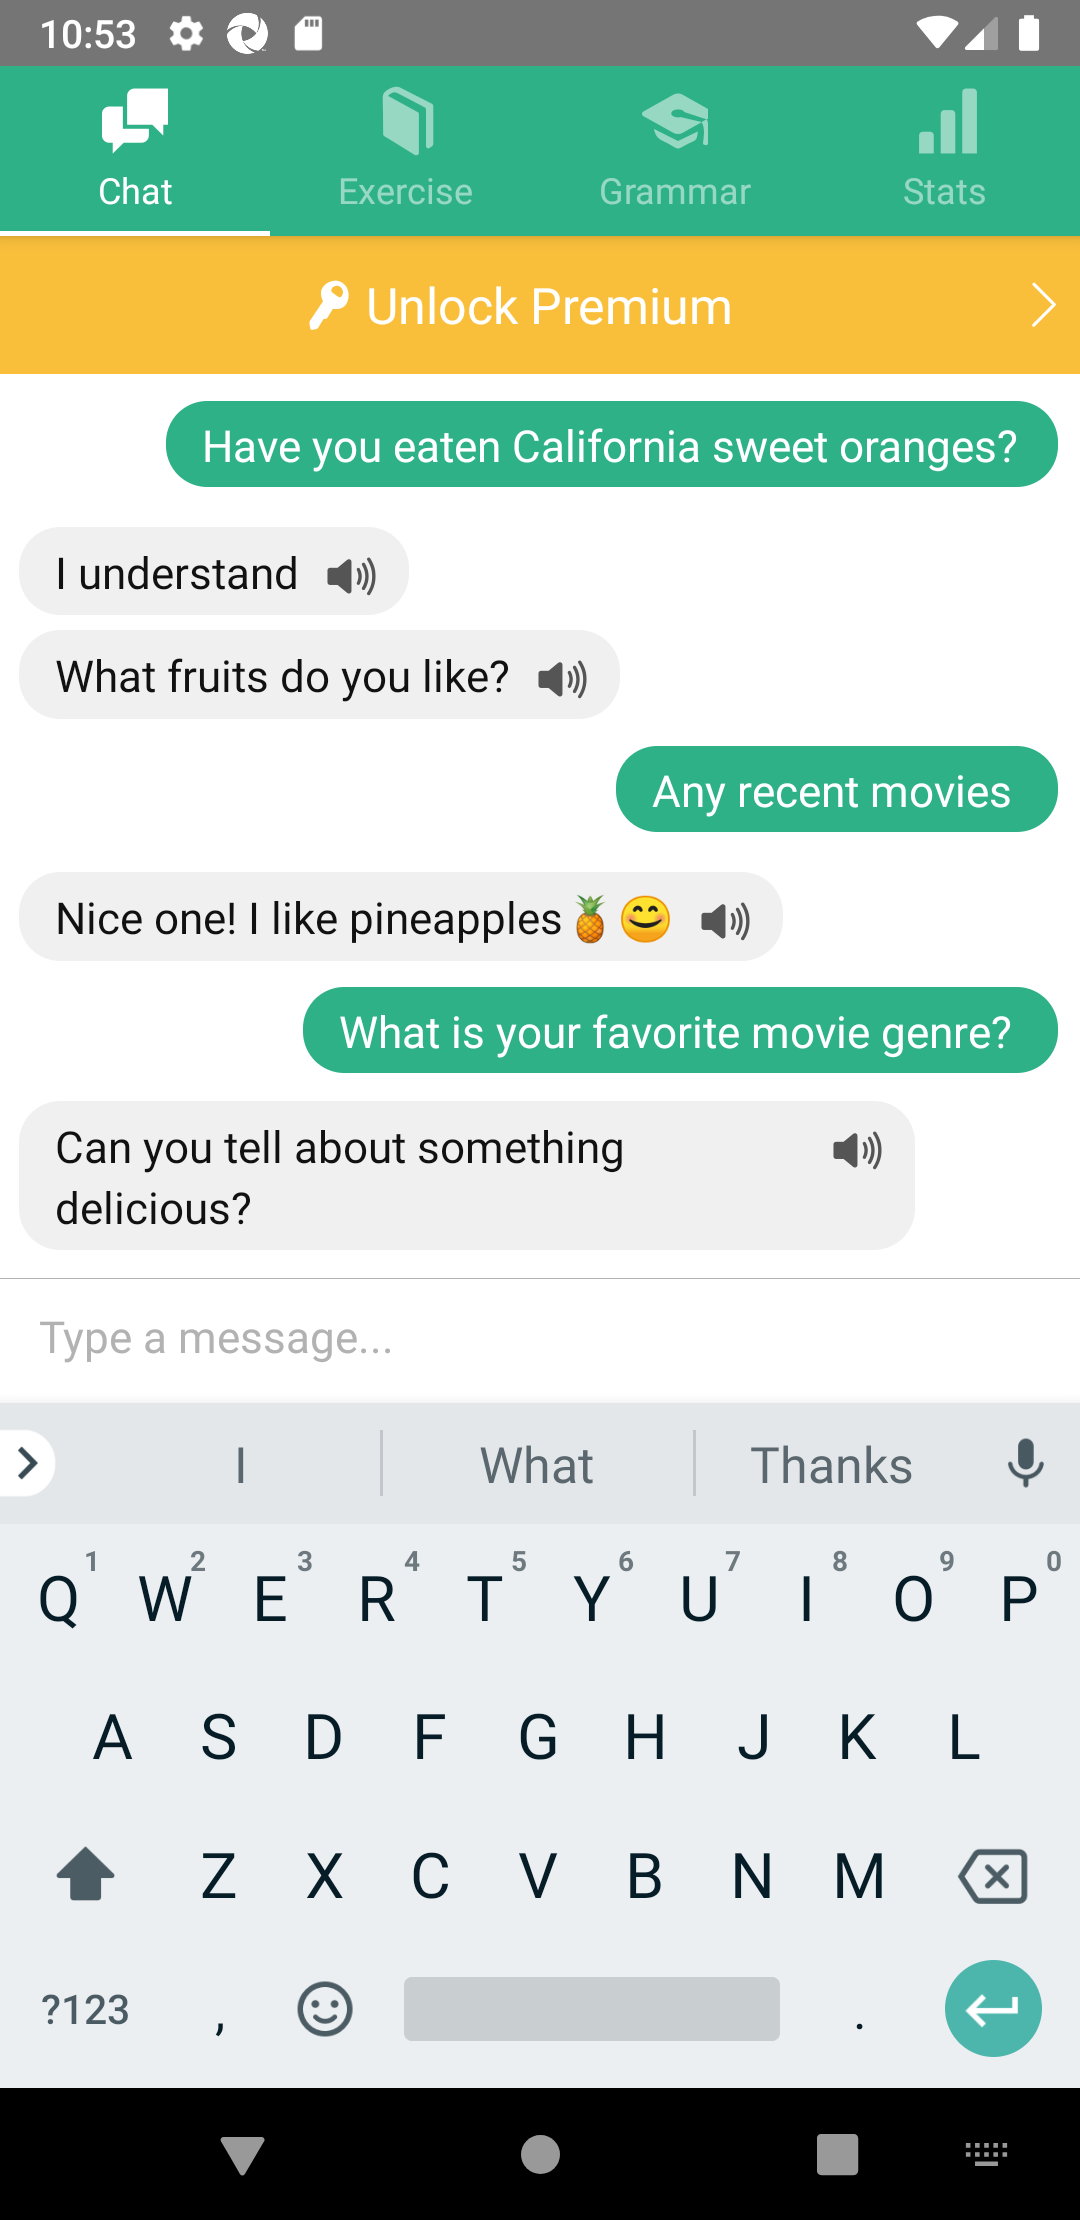 10:53
Chat
Exercise
Grammar
Stats
Unlock Premium
Have you eaten California sweet oranges?
I understand
What fruits do you like?
Any recent movies
Nice one! I like pineapples🍍😊
What is your favorite movie genre?
Can you tell about something
delicious?
Type a message...
I What Thanks
1 2 3 4 5 6 7 8 9 0
Q W E R T Y U I O P
A S D F G H J K L
Z X C V B N M
?123 , .